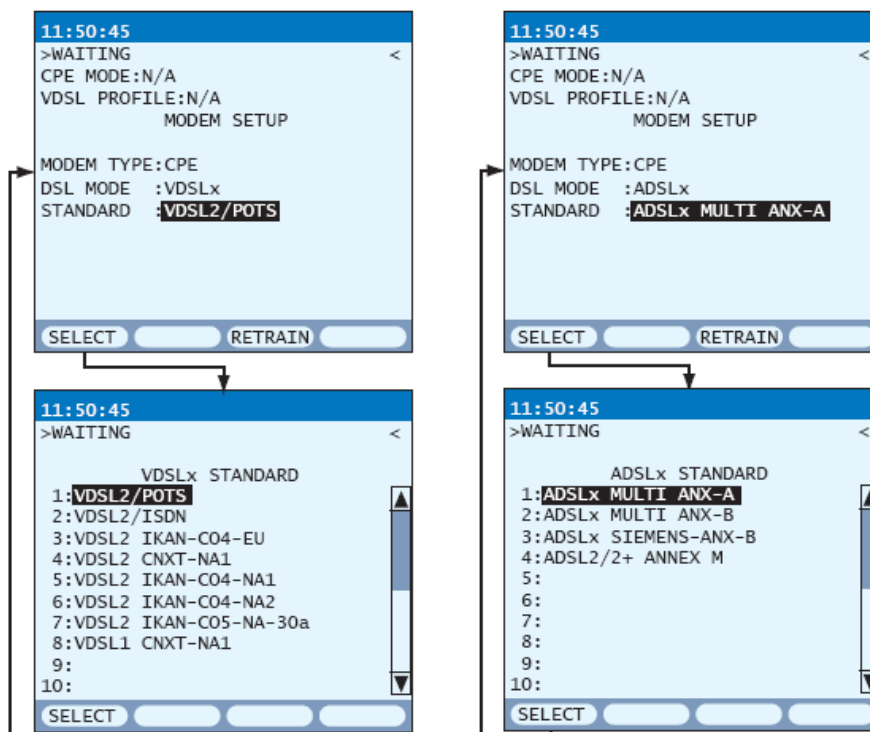 11:50:45
>WAITING <
CPE MODE:N/A
VDSL PROFILE:N/A
MODEM SETUP
MODEM TYPE:CPE
DSL MODE :VDSLx
STANDARD :VDSL2/POTS
SELECT RETRAIN
11:50:45
>WAITING <
VDSLx STANDARD
1:VDSL2/POTS
2:VDSL2/ISDN
3:VDSL2 IKAN-CO4-EU
4:VDSL2 CNXT-NA1
5:VDSL2 IKAN-CO4-NA1
6:VDSL2 IKAN-CO4-NA2
7:VDSL2 IKAN-CO5-NA-30a
8:VDSL1 CNXT-NA1
9:
10:
SELECT
11:50:45
>WAITING <
CPE MODE:N/A
VDSL PROFILE:N/A
MODEM SETUP
MODEM TYPE:CPE
DSL MODE :ADSLx
STANDARD :ADSLx MULTI ANX-A
SELECT RETRAIN
11:50:45
>WAITING <
ADSLx STANDARD
1:ADSLx MULTI ANX-A
2:ADSLx MULTI ANX-B
3:ADSLx SIEMENS-ANX-B
4:ADSL2/2+ ANNEX M
5:
6:
7:
8:
9:
10:
SELECT